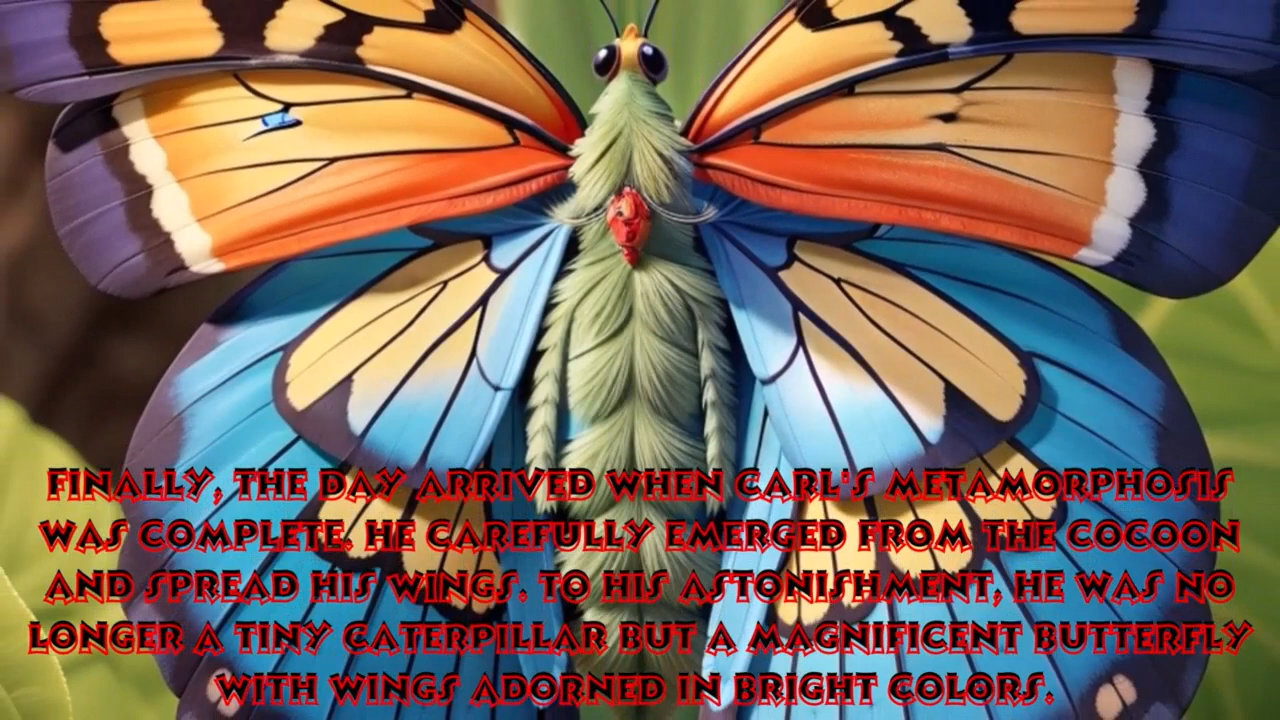 FINALLY, THE DAY ARRIVED WHEN CARL'S METAMORPHOSIS
WAS COMPLETE. HE CAREFULLY EMERGED FROM THE COCOON
AND SPREAD HIS WINGS. TO HIS ASTONISHMENT, HE WAS NO
LONGER A TINY CATERPILLAR BUT A MAGNIFICENT BUTTERFLY
WITH WINGS ADORNED IN BRIGHT COLORS.